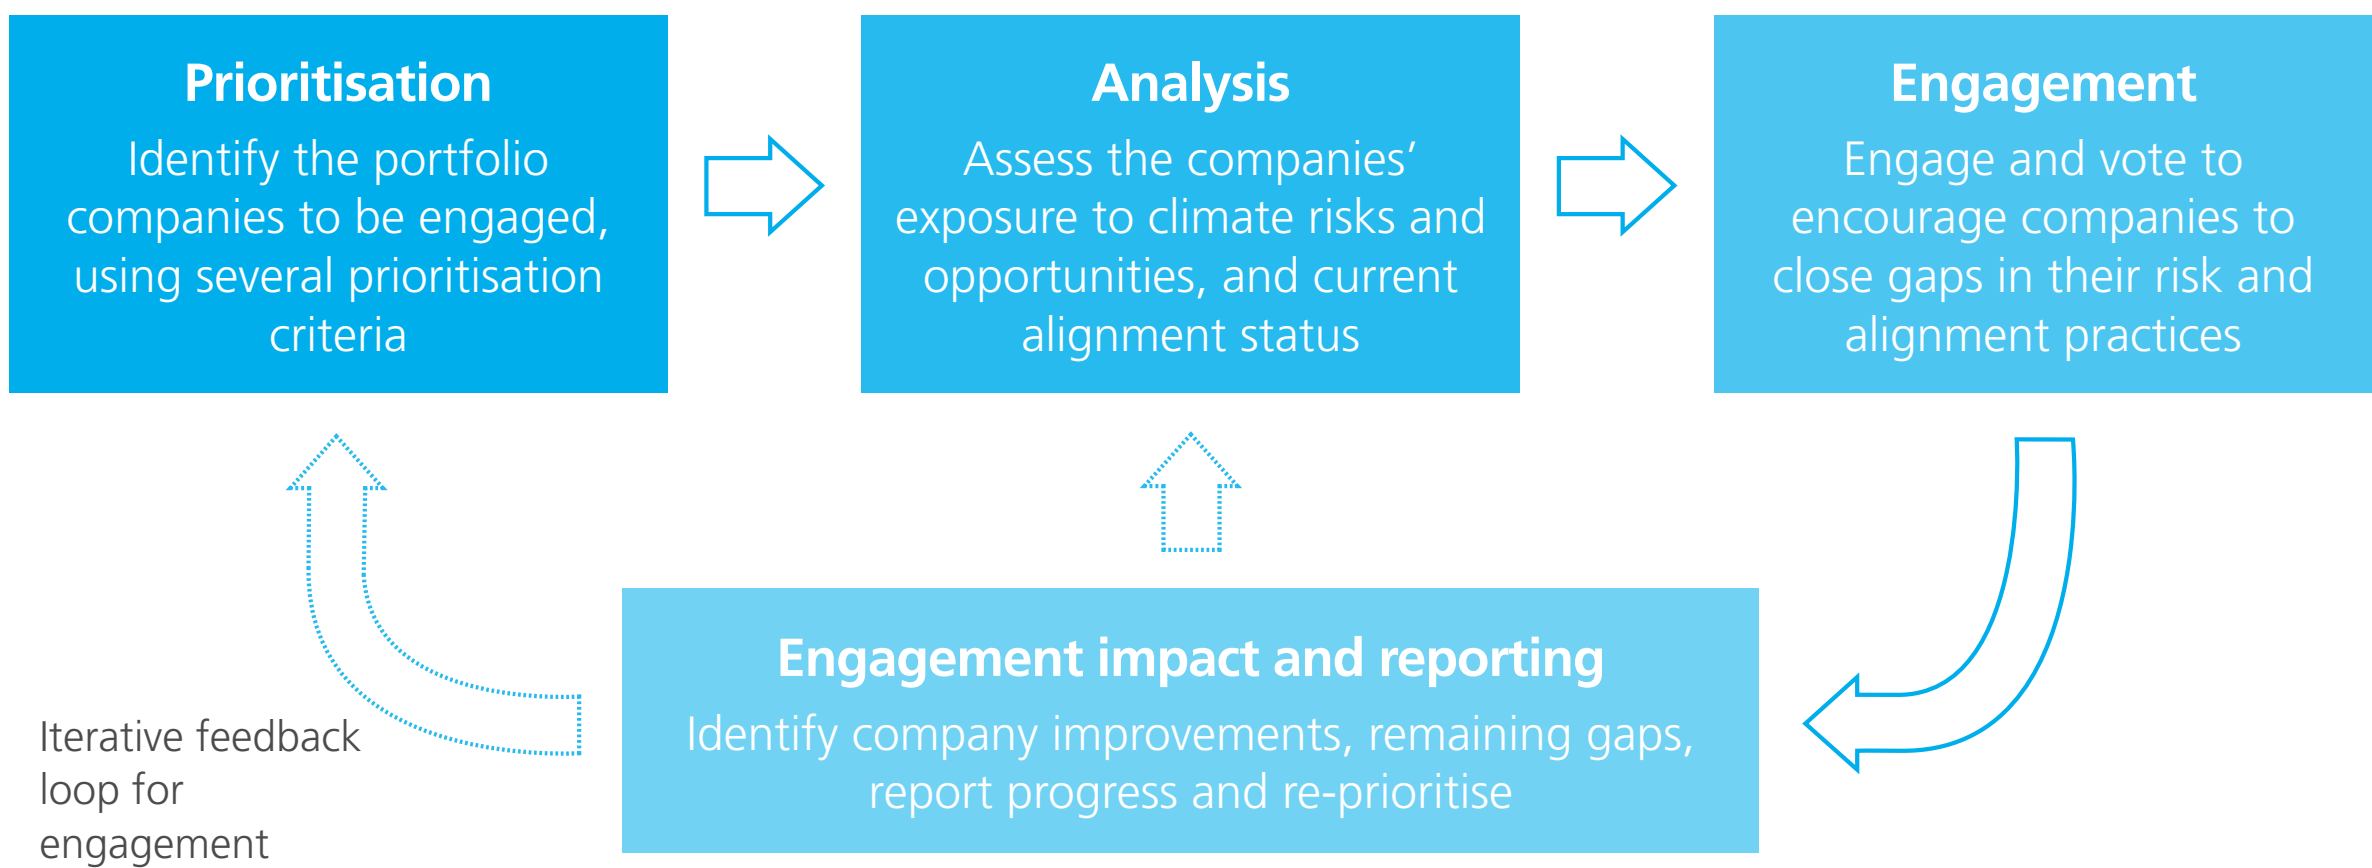 Prioritisation
Identify the portfolio
companies to be engaged,
using several prioritisation
criteria
Analysis
Assess the companies’
exposure to climate risks and
opportunities, and current
alignment status
Engagement
Engage and vote to
encourage companies to
close gaps in their risk and
alignment practices
Engagement impact and reporting
Identify company improvements, remaining gaps,
report progress and re-prioritise
Iterative feedback
loop for
engagement